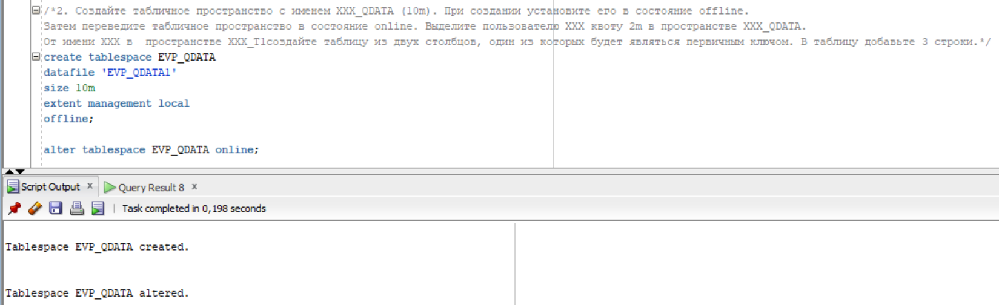 /*2. Создайте табличное пространство с именем XXX_QDATA (10m). При создании установите его в состояние offline.
Затем переведите табличное пространство в состояние online. Выделите пользователю XXX квоту 2m в пространстве XXX_QDATA.
От имени XXX в  пространстве XXX_T1создайте таблицу из двух столбцов, один из которых будет являться первичным ключом. В таблицу добавьте 3 строки.*/
create tablespace EVP_QDATA
datafile 'EVP_QDATA1'
size 10m
extent management local
offline;
alter tablespace EVP_QDATA online;
Script Output x Query Result 8 x
Task completed in 0,198 seconds
Tablespace EVP_QDATA created.
Tablespace EVP_QDATA altered.